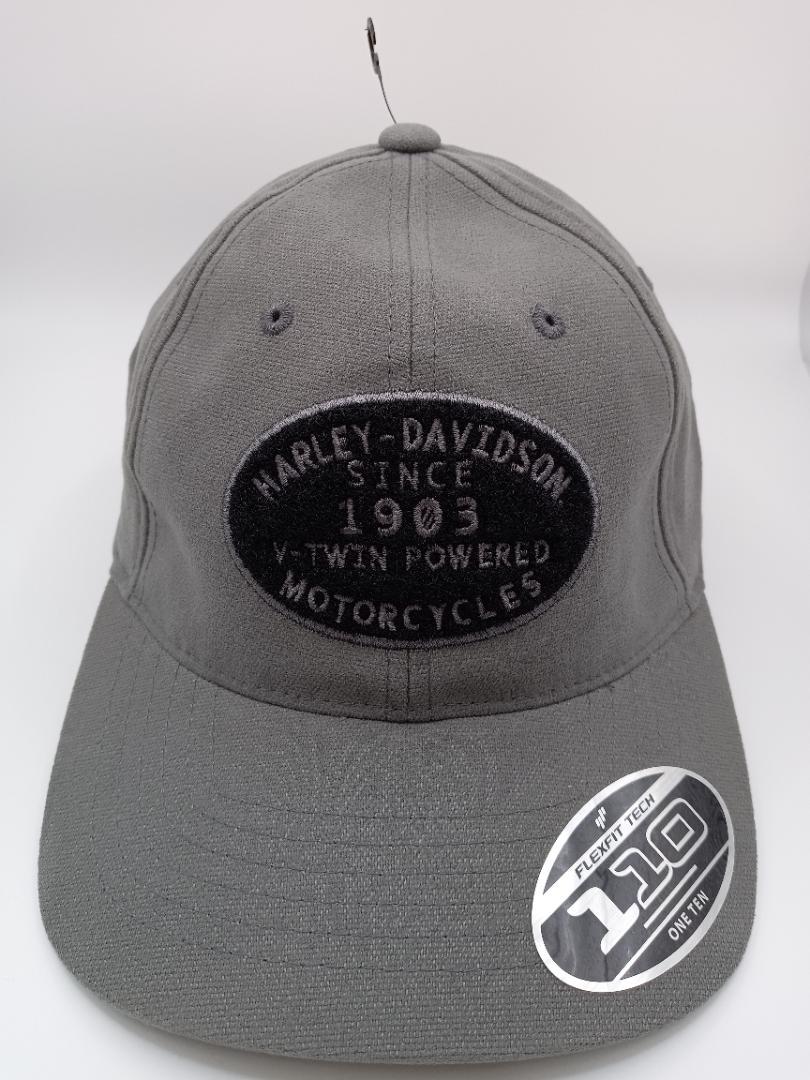 HARLEY-DAVIDSON
SINCE
1903
V-TWIN POWERED
MOTORCYCLES
FLEXFIT TECH
110
ONE TEN